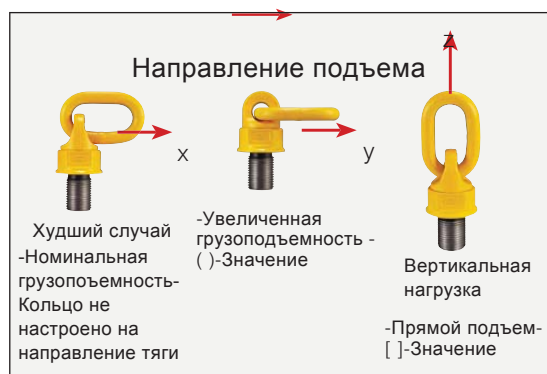 Направление подъема
z
x
y
Худший случай
-Номинальная
грузопоъемность-
Кольцо не
настроено на
направление тяги
-Увеличенная
грузоподъемность -
( )-Значение
Вертикальная
нагрузка
-Прямой подъем-
[ ]-Значение